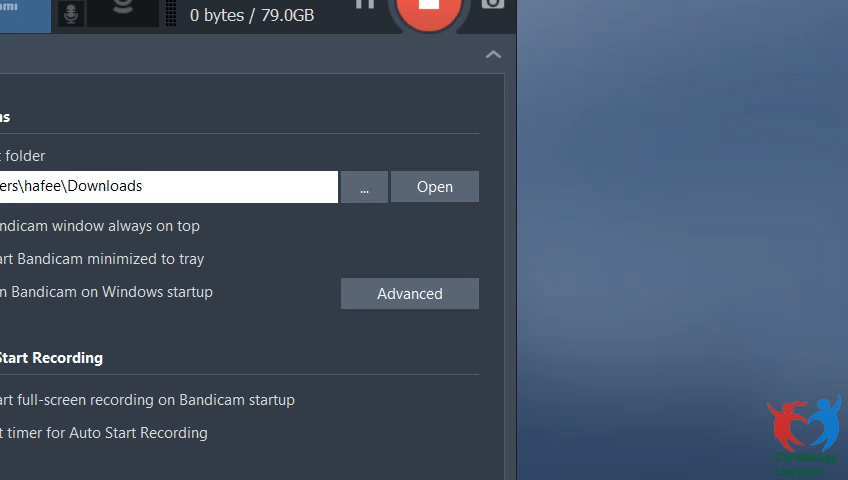 0 bytes / 79.0GB
folder
ers\hafee\Downloads
...
Open
ndicam window always on top
art Bandicam minimized to tray
n Bandicam on Windows startup
Advanced
Start Recording
art full-screen recording on Bandicam startup
t timer for Auto Start Recording
Cardiology